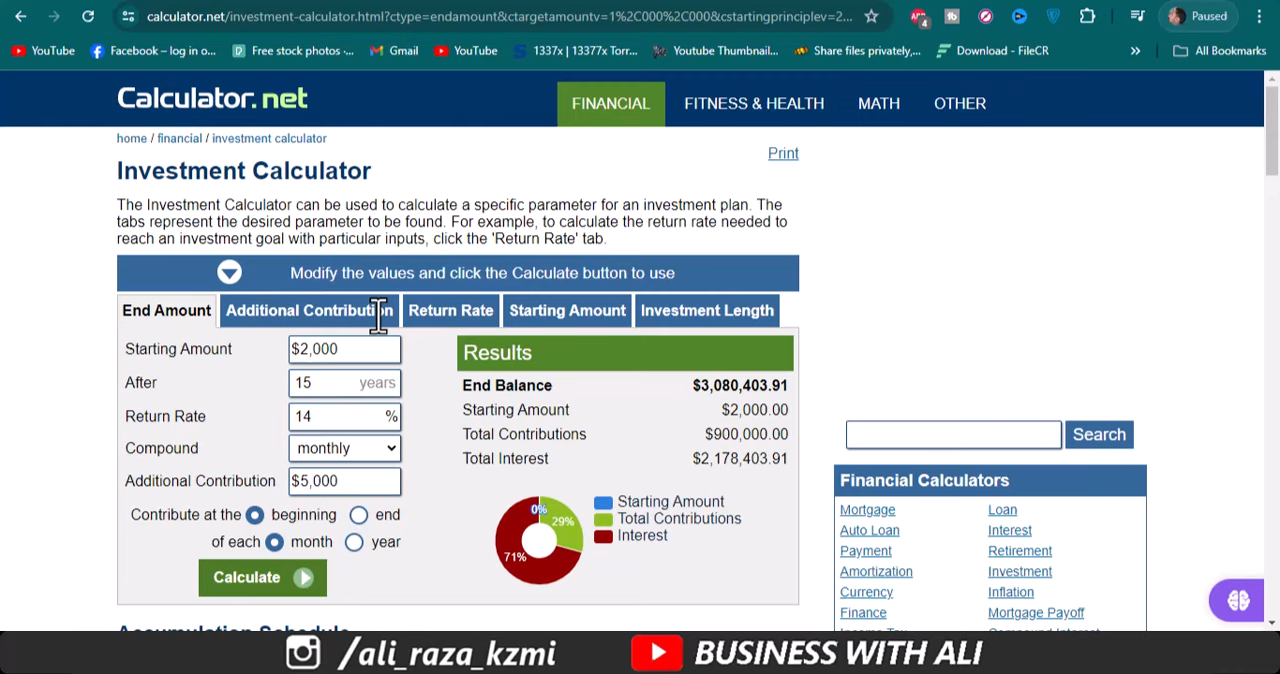 calculator.net/investment-calculator.html?ctype=endamount&ctargetamountv=1%2C000%2C000&cstartingprinciplev=2...
4
Paused
YouTube
Facebook – log in o...
Free stock photos -...
Gmail
YouTube
1337x | 13377x Torr...
Youtube Thumbnail...
Share files privately,...
Download - FileCR
»
All Bookmarks
Calculator.net
FINANCIAL
FITNESS & HEALTH
MATH
OTHER
home / financial / investment calculator
Print
Investment Calculator
The Investment Calculator can be used to calculate a specific parameter for an investment plan. The
tabs represent the desired parameter to be found. For example, to calculate the return rate needed to
reach an investment goal with particular inputs, click the 'Return Rate' tab.
Modify the values and click the Calculate button to use
End Amount
Additional Contribution
Return Rate
Starting Amount
Investment Length
Starting Amount $2,000
After 15 years
Return Rate 14 %
Compound monthly
Additional Contribution $5,000
Contribute at the beginning end
of each month year
Calculate
Results
End Balance $3,080,403.91
Starting Amount $2,000.00
Total Contributions $900,000.00
Total Interest $2,178,403.91
0%
29%
71%
Starting Amount
Total Contributions
Interest
Search
Financial Calculators
Mortgage Loan
Auto Loan Interest
Payment Retirement
Amortization Investment
Currency Inflation
Finance Mortgage Payoff
Income Tax Compound Interest
Accumulation Schedule
/ali_raza_kzmi
BUSINESS WITH ALI